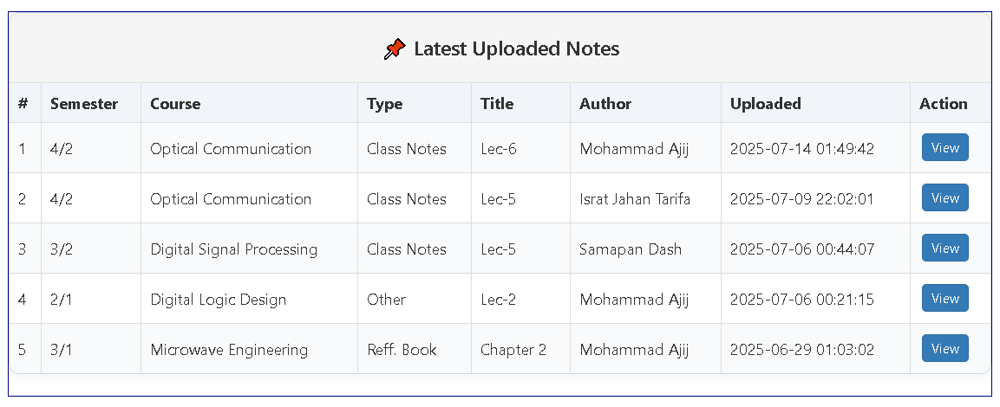 📌 Latest Uploaded Notes
# Semester Course Type Title Author Uploaded Action
1 4/2 Optical Communication Class Notes Lec-6 Mohammad Ajij 2025-07-14 01:49:42 View
2 4/2 Optical Communication Class Notes Lec-5 Israt Jahan Tarifa 2025-07-09 22:02:01 View
3 3/2 Digital Signal Processing Class Notes Lec-5 Samapan Dash 2025-07-06 00:44:07 View
4 2/1 Digital Logic Design Other Lec-2 Mohammad Ajij 2025-07-06 00:21:15 View
5 3/1 Microwave Engineering Reff. Book Chapter 2 Mohammad Ajij 2025-06-29 01:03:02 View